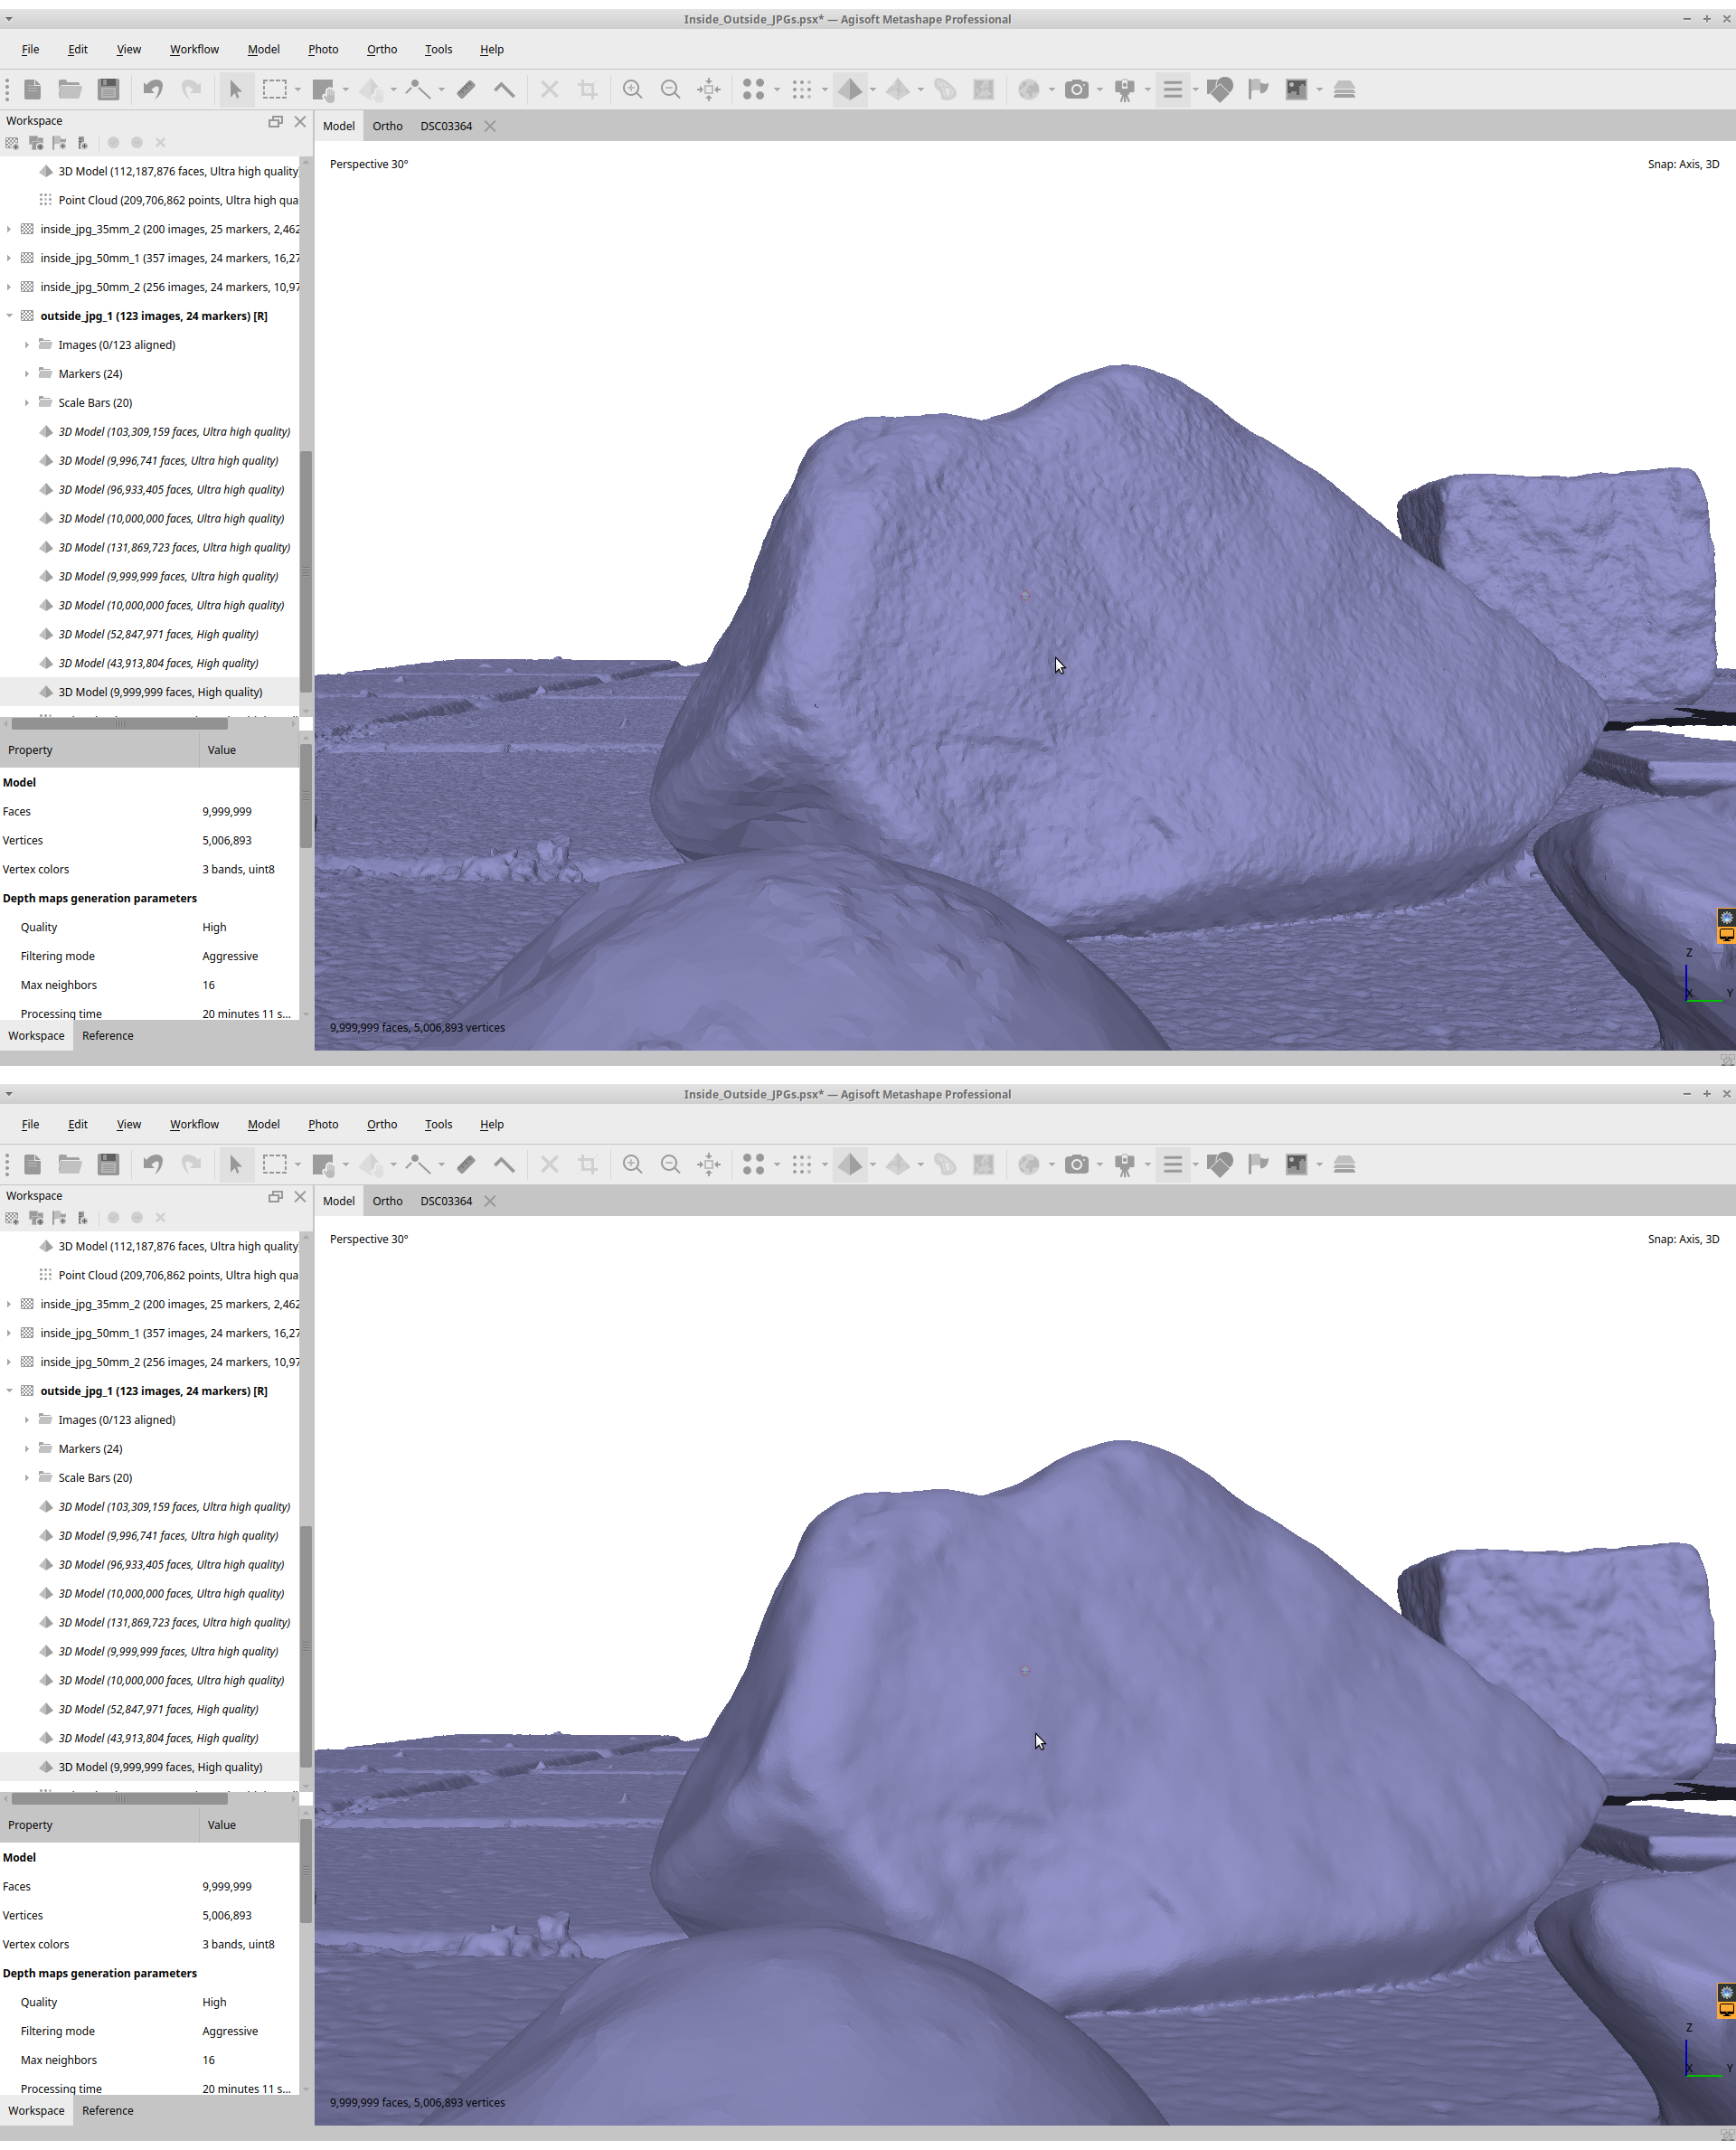 Inside_Outside_JPGs.psx* — Agisoft Metashape Professional
File Edit View Workflow Model Photo Ortho Tools Help
Workspace
Model Ortho DSC03364
Perspective 30°
Snap: Axis, 3D
3D Model (112,187,876 faces, Ultra high quality
Point Cloud (209,706,862 points, Ultra high qua
inside_jpg_35mm_2 (200 images, 25 markers, 2,462
inside_jpg_50mm_1 (357 images, 24 markers, 16,27
inside_jpg_50mm_2 (256 images, 24 markers, 10,97
outside_jpg_1 (123 images, 24 markers) [R]
Images (0/123 aligned)
Markers (24)
Scale Bars (20)
3D Model (103,309,159 faces, Ultra high quality)
3D Model (9,996,741 faces, Ultra high quality)
3D Model (96,933,405 faces, Ultra high quality)
3D Model (10,000,000 faces, Ultra high quality)
3D Model (131,869,723 faces, Ultra high quality)
3D Model (9,999,999 faces, Ultra high quality)
3D Model (10,000,000 faces, Ultra high quality)
3D Model (52,847,971 faces, High quality)
3D Model (43,913,804 faces, High quality)
3D Model (9,999,999 faces, High quality)
Property Value
Model
Faces 9,999,999
Vertices 5,006,893
Vertex colors 3 bands, uint8
Depth maps generation parameters
Quality High
Filtering mode Aggressive
Max neighbors 16
Processing time 20 minutes 11 s...
Z
X Y
9,999,999 faces, 5,006,893 vertices
Workspace Reference
Inside_Outside_JPGs.psx* — Agisoft Metashape Professional
File Edit View Workflow Model Photo Ortho Tools Help
Workspace
Model Ortho DSC03364
Perspective 30°
Snap: Axis, 3D
3D Model (112,187,876 faces, Ultra high quality
Point Cloud (209,706,862 points, Ultra high qua
inside_jpg_35mm_2 (200 images, 25 markers, 2,462
inside_jpg_50mm_1 (357 images, 24 markers, 16,27
inside_jpg_50mm_2 (256 images, 24 markers, 10,97
outside_jpg_1 (123 images, 24 markers) [R]
Images (0/123 aligned)
Markers (24)
Scale Bars (20)
3D Model (103,309,159 faces, Ultra high quality)
3D Model (9,996,741 faces, Ultra high quality)
3D Model (96,933,405 faces, Ultra high quality)
3D Model (10,000,000 faces, Ultra high quality)
3D Model (131,869,723 faces, Ultra high quality)
3D Model (9,999,999 faces, Ultra high quality)
3D Model (10,000,000 faces, Ultra high quality)
3D Model (52,847,971 faces, High quality)
3D Model (43,913,804 faces, High quality)
3D Model (9,999,999 faces, High quality)
Property Value
Model
Faces 9,999,999
Vertices 5,006,893
Vertex colors 3 bands, uint8
Depth maps generation parameters
Quality High
Filtering mode Aggressive
Max neighbors 16
Processing time 20 minutes 11 s...
Z
X Y
9,999,999 faces, 5,006,893 vertices
Workspace Reference